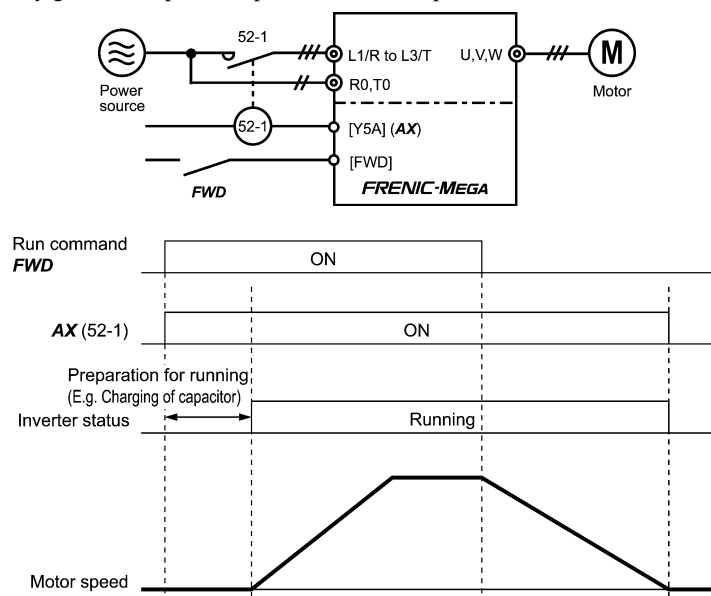 52-1
L1/R to L3/T
U,V,W
M
Power
source
R0,T0
Motor
52-1
[Y5A] (AX)
[FWD]
FWD
FRENIC-MEGA
Run command
FWD
ON
AX (52-1)
ON
Preparation for running
(E.g. Charging of capacitor)
Inverter status
Running
Motor speed